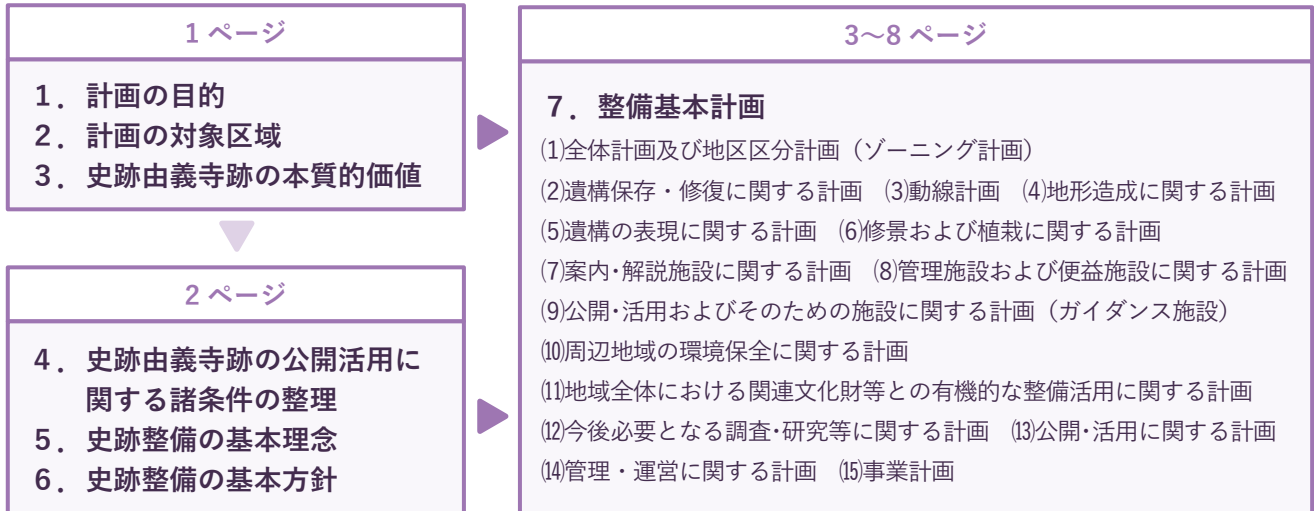 1 ページ
1．計画の目的
2．計画の対象区域
3．史跡由義寺跡の本質的価値
2 ページ
4．史跡由義寺跡の公開活用に
関する諸条件の整理
5．史跡整備の基本理念
6．史跡整備の基本方針
3〜8 ページ
7．整備基本計画
⑴全体計画及び地区区分計画（ゾーニング計画）
⑵遺構保存・修復に関する計画　⑶動線計画　⑷地形造成に関する計画
⑸遺構の表現に関する計画　⑹修景および植栽に関する計画
⑺案内･解説施設に関する計画　⑻管理施設および便益施設に関する計画
⑼公開･活用およびそのための施設に関する計画（ガイダンス施設）
⑽周辺地域の環境保全に関する計画
⑾地域全体における関連文化財等との有機的な整備活用に関する計画
⑿今後必要となる調査･研究等に関する計画　⒀公開･活用に関する計画
⒁管理・運営に関する計画　⒂事業計画